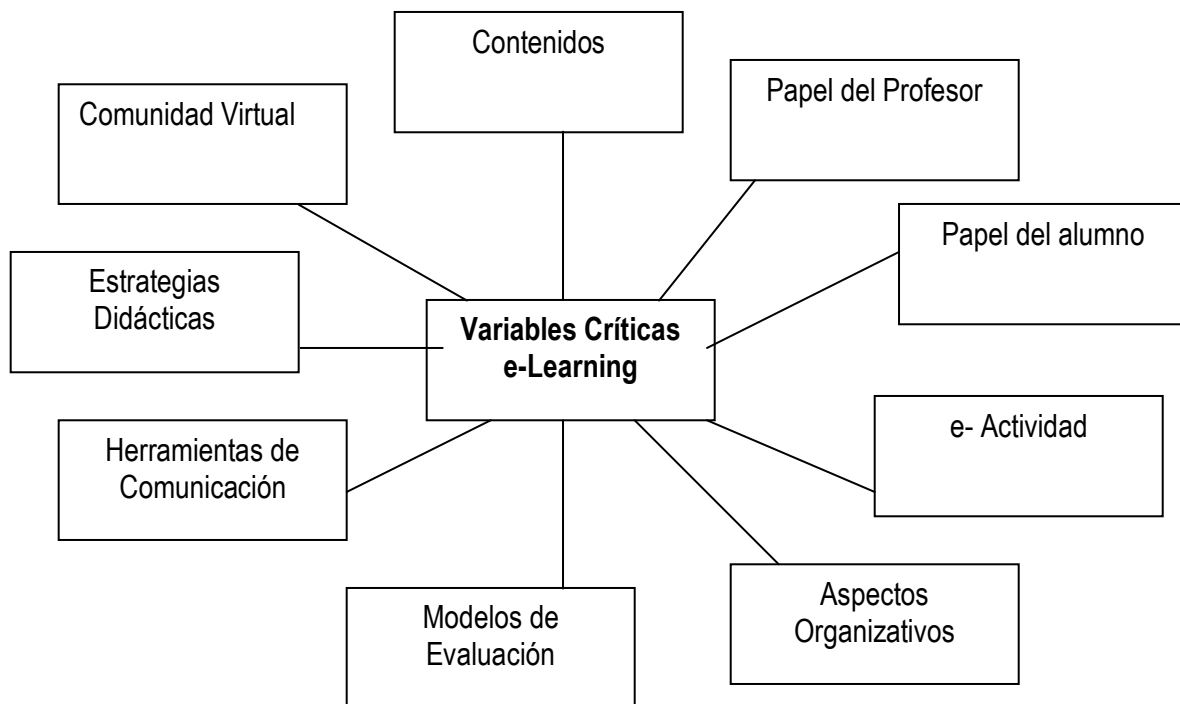 Contenidos
Papel del Profesor
Comunidad Virtual
Papel del alumno
Estrategias
Didácticas
Variables Críticas
e-Learning
e- Actividad
Herramientas de
Comunicación
Aspectos
Organizativos
Modelos de
Evaluación